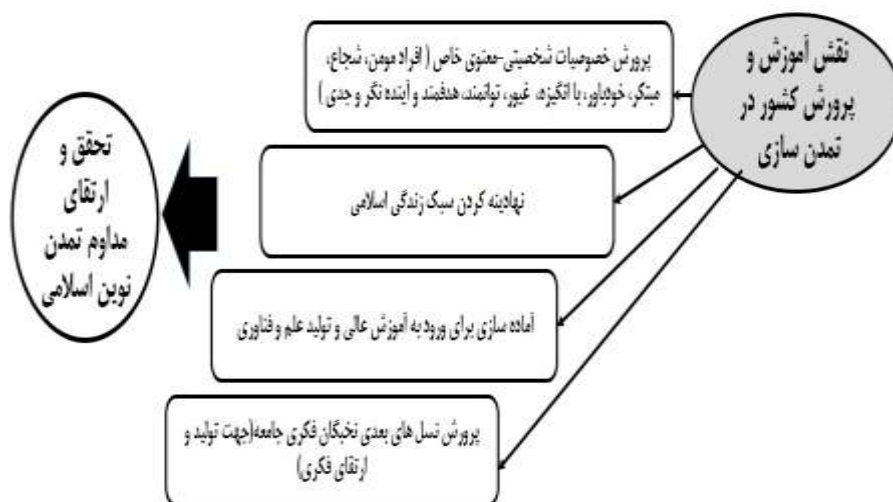 نقش آموزش و
پرورش کشور در
تمدن سازی
پرورش خصوصیات شخصیتی-معنوی خاص ( افراد مومن، شجاع،
مبتکر، خودباور، با انگیزه، غیور، توانمند، هدفمند و آینده نگر و جدی )
نهادینه کردن سبک زندگی اسلامی
آماده سازی برای ورود به آموزش عالی و تولید علم و فناوری
پرورش نسل های بعدی نخبگان فکری جامعه(جهت تولید و
ارتقای فکری)
تحقق و
ارتقای
مداوم تمدن
نوین اسلامی